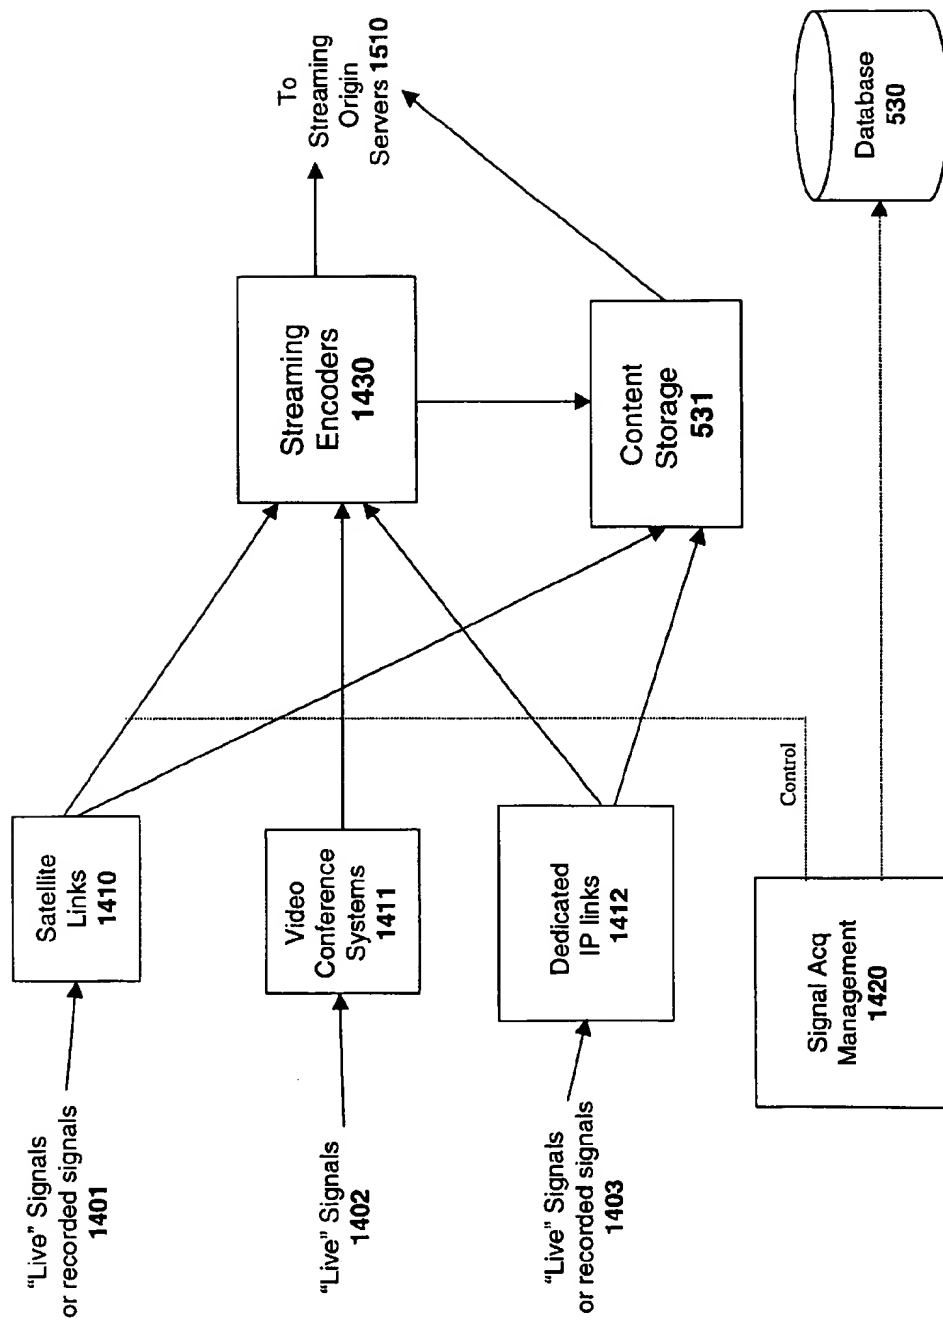 "Live" Signals
or recorded signals
1401
Satellite
Links
1410
"Live" Signals
1402
Video
Conference
Systems
1411
"Live" Signals
or recorded signals
1403
Dedicated
IP links
1412
Signal Acq
Management
1420
Control
Streaming
Encoders
1430
Content
Storage
531
To
Streaming
Origin
Servers 1510
Database
530